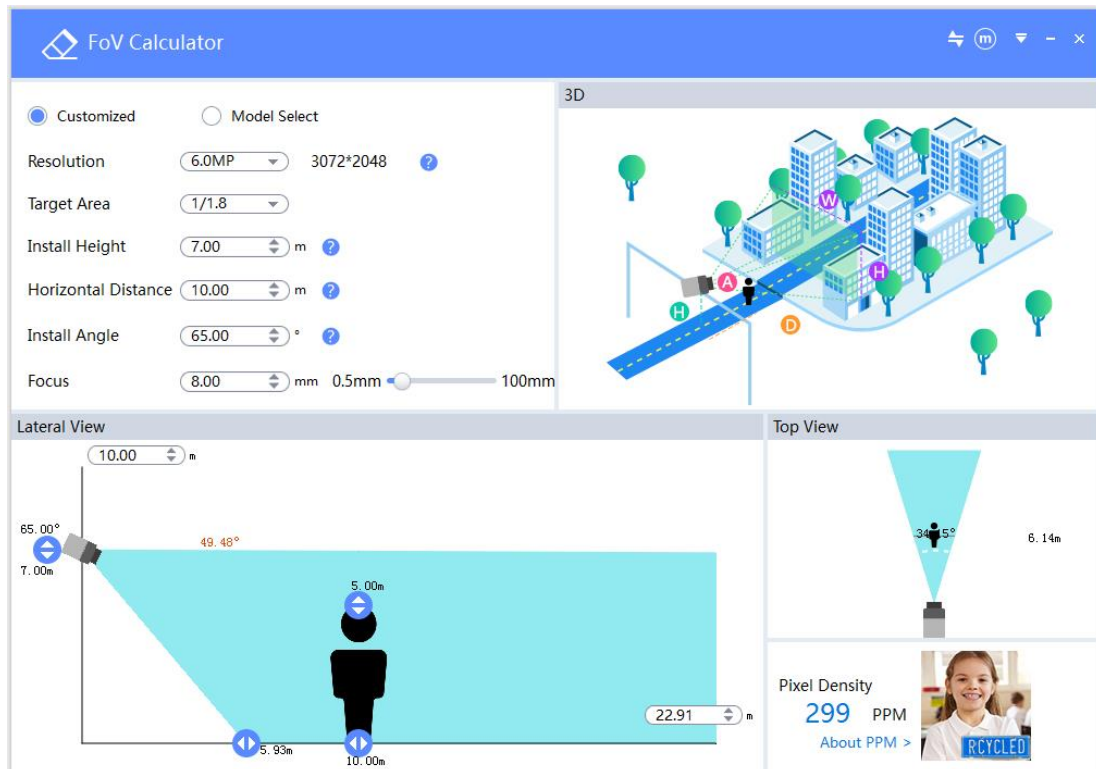 FoV Calculator
m
Customized
Model Select
Resolution 6.0MP 3072*2048 ?
Target Area 1/1.8
Install Height 7.00 m ?
Horizontal Distance 10.00 m ?
Install Angle 65.00 ° ?
Focus 8.00 mm 0.5mm 100mm
3D
W
A
H
H
D
Lateral View
10.00 m
65.00°
49.48°
7.00m
5.00m
22.91 m
5.93m
10.00m
Top View
6.14m
Pixel Density
299 PPM
About PPM >
RCYCLED